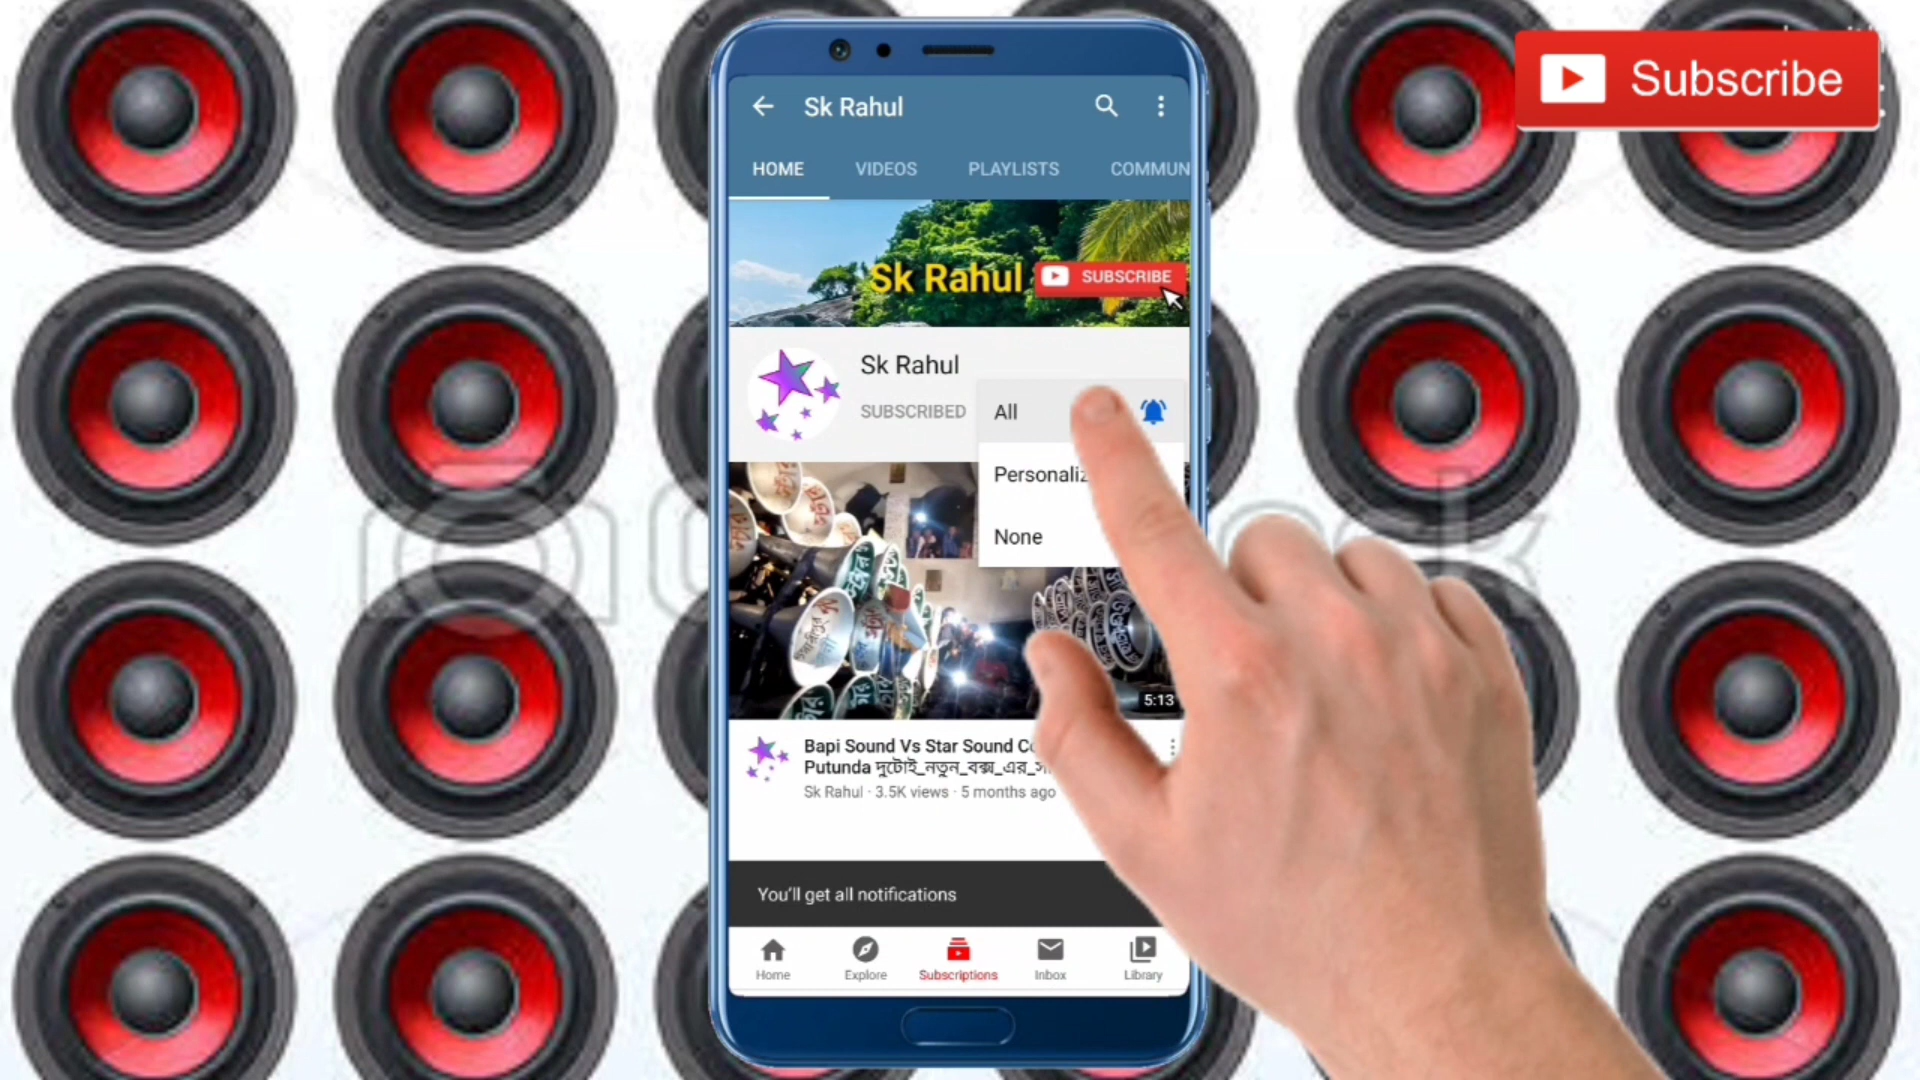 Subscribe
Sk Rahul
HOME
VIDEOS
PLAYLISTS
COMMUN
Sk Rahul
SUBSCRIBE
Sk Rahul
SUBSCRIBED
All
Personaliz
None
5:13
Bapi Sound Vs Star Sound
Putunda দুটোই_নতুন_বক্স_এর
Sk Rahul · 3.5K views · 5 months ago
You'll get all notifications
Home
Explore
Subscriptions
Inbox
Library